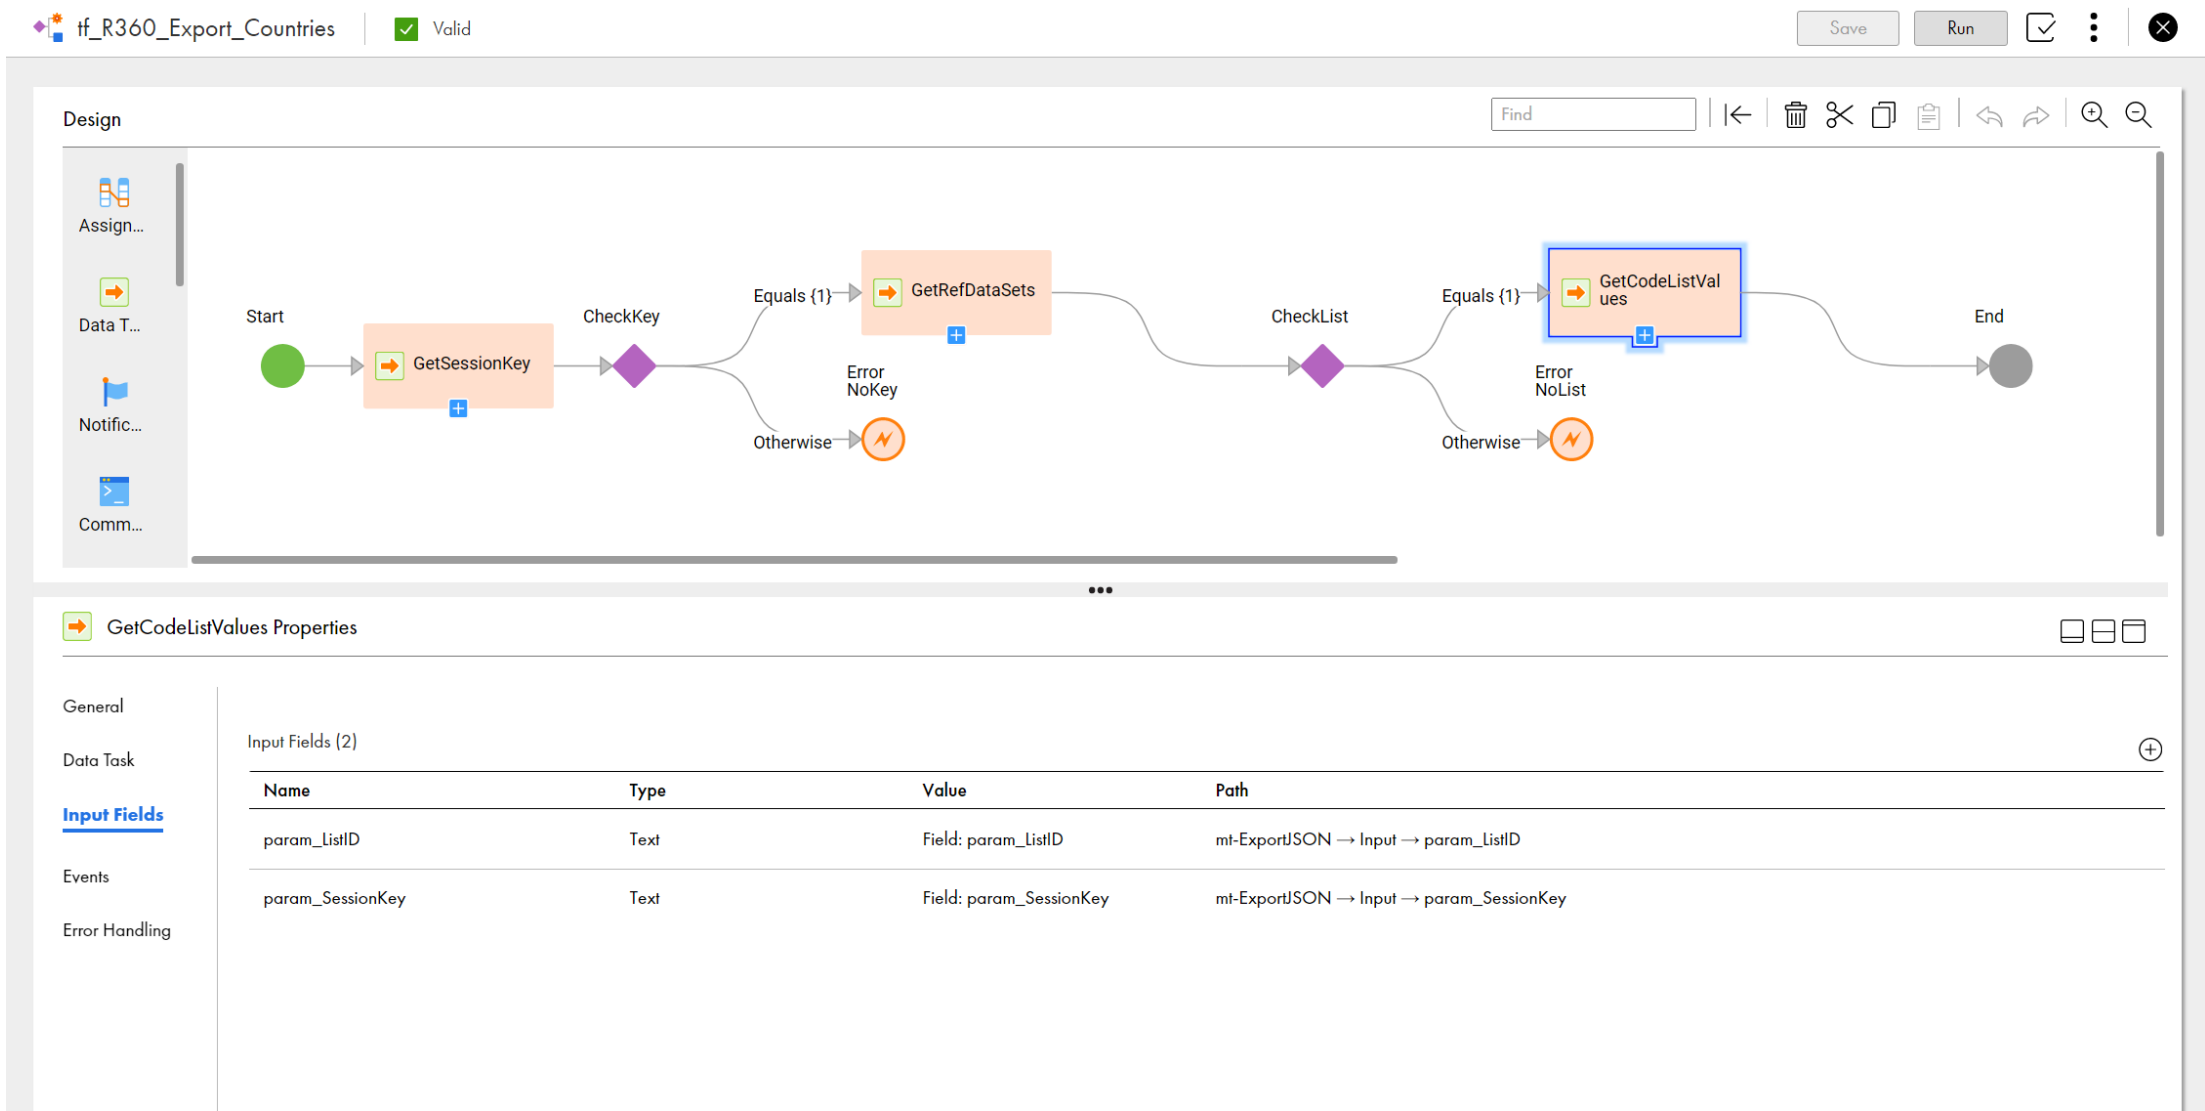 tf_R360_Export_Countries
Valid
Save
Run
Design
Find
Assign...
Data T...
Notific...
Comm...
Start
GetSessionKey
CheckKey
Equals {1}
Otherwise
GetRefDataSets
Error
NoKey
CheckList
Equals {1}
Otherwise
GetCodeListVal
ues
Error
NoList
End
GetCodeListValues Properties
General
Data Task
Input Fields
Events
Error Handling
Input Fields (2)
Name Type Value Path
param_ListID Text Field: param_ListID mt-ExportJSON → Input → param_ListID
param_SessionKey Text Field: param_SessionKey mt-ExportJSON → Input → param_SessionKey